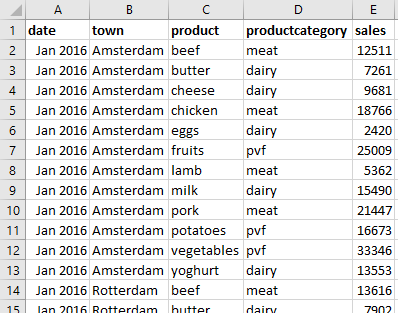 A B C D E
1 date town product productcategory sales
2 Jan 2016 Amsterdam beef meat 12511
3 Jan 2016 Amsterdam butter dairy 7261
4 Jan 2016 Amsterdam cheese dairy 9681
5 Jan 2016 Amsterdam chicken meat 18766
6 Jan 2016 Amsterdam eggs dairy 2420
7 Jan 2016 Amsterdam fruits pvf 25009
8 Jan 2016 Amsterdam lamb meat 5362
9 Jan 2016 Amsterdam milk dairy 15490
10 Jan 2016 Amsterdam pork meat 21447
11 Jan 2016 Amsterdam potatoes pvf 16673
12 Jan 2016 Amsterdam vegetables pvf 33346
13 Jan 2016 Amsterdam yoghurt dairy 13553
14 Jan 2016 Rotterdam beef meat 13616
15 Jan 2016 Rotterdam butter dairy 7902